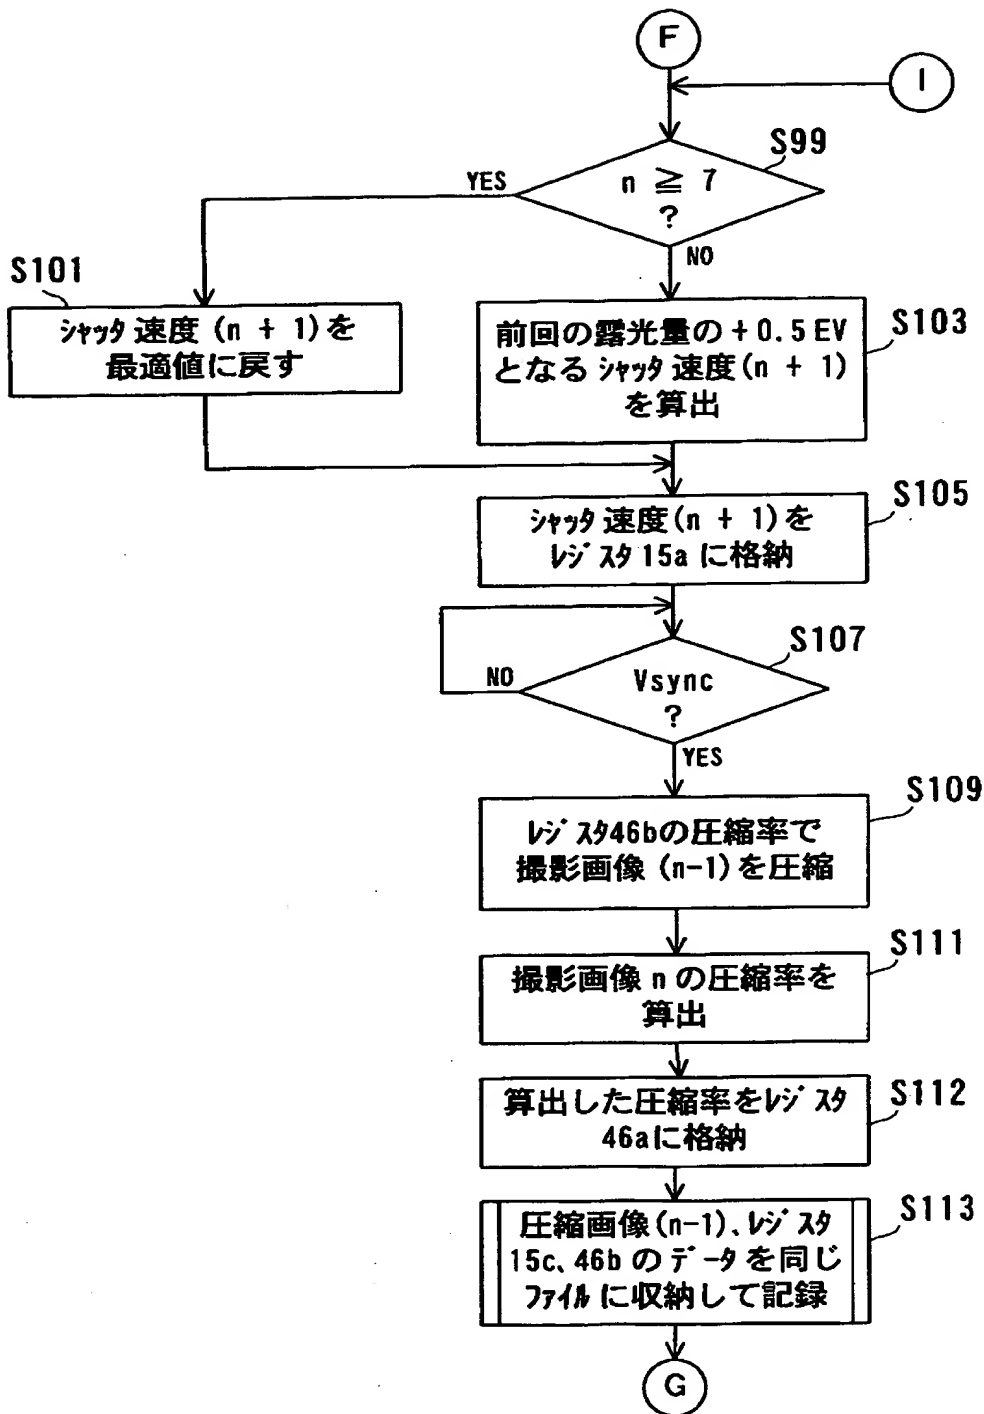 F
I
S99
n ≧ 7
?
YES
NO
S101
シャッタ速度 (n + 1)を
最適値に戻す
S103
前回の露光量の +0.5EV
となる シャッタ速度(n + 1)
を算出
S105
シャッタ速度(n + 1)を
レジスタ15a に格納
S107
Vsync
?
NO
YES
S109
レジスタ46bの圧縮率で
撮影画像 (n-1)を圧縮
S111
撮影画像 n の圧縮率を
算出
S112
算出した圧縮率をレジスタ
46aに格納
S113
圧縮画像(n-1)、レジスタ
15c、46b のデータを同じ
ファイルに収納して記録
G